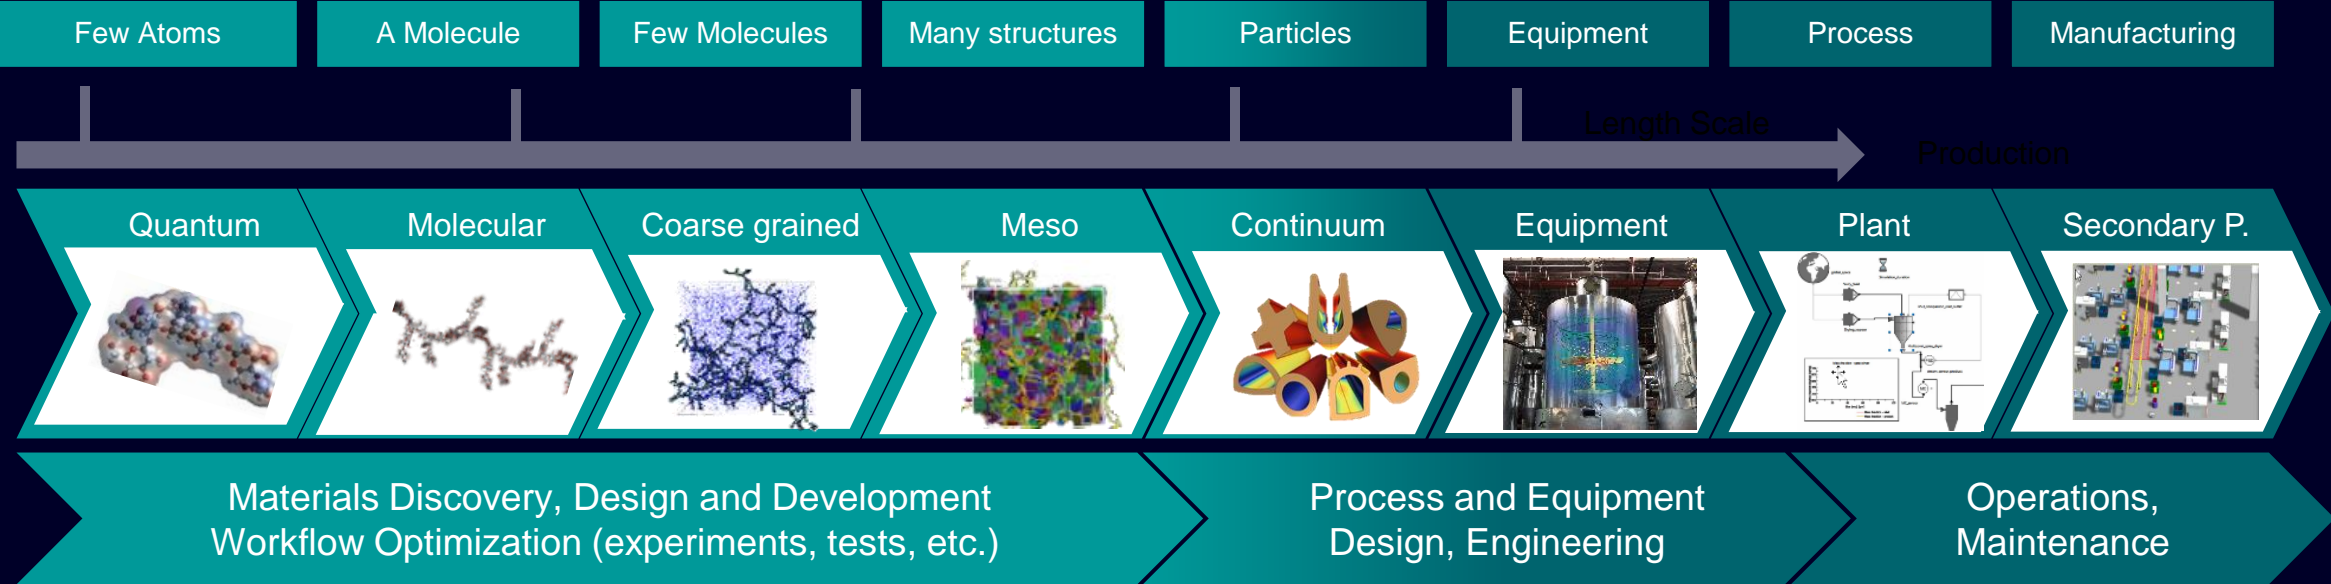 Few Atoms
A Molecule
Few Molecules
Many structures
Particles
Equipment
Process
Manufacturing
Length Scale
Production
Quantum
Molecular
Coarse grained
Meso
Continuum
Equipment
Plant
Secondary P.
Materials Discovery, Design and Development
Workflow Optimization (experiments, tests, etc.)
Process and Equipment
Design, Engineering
Operations,
Maintenance